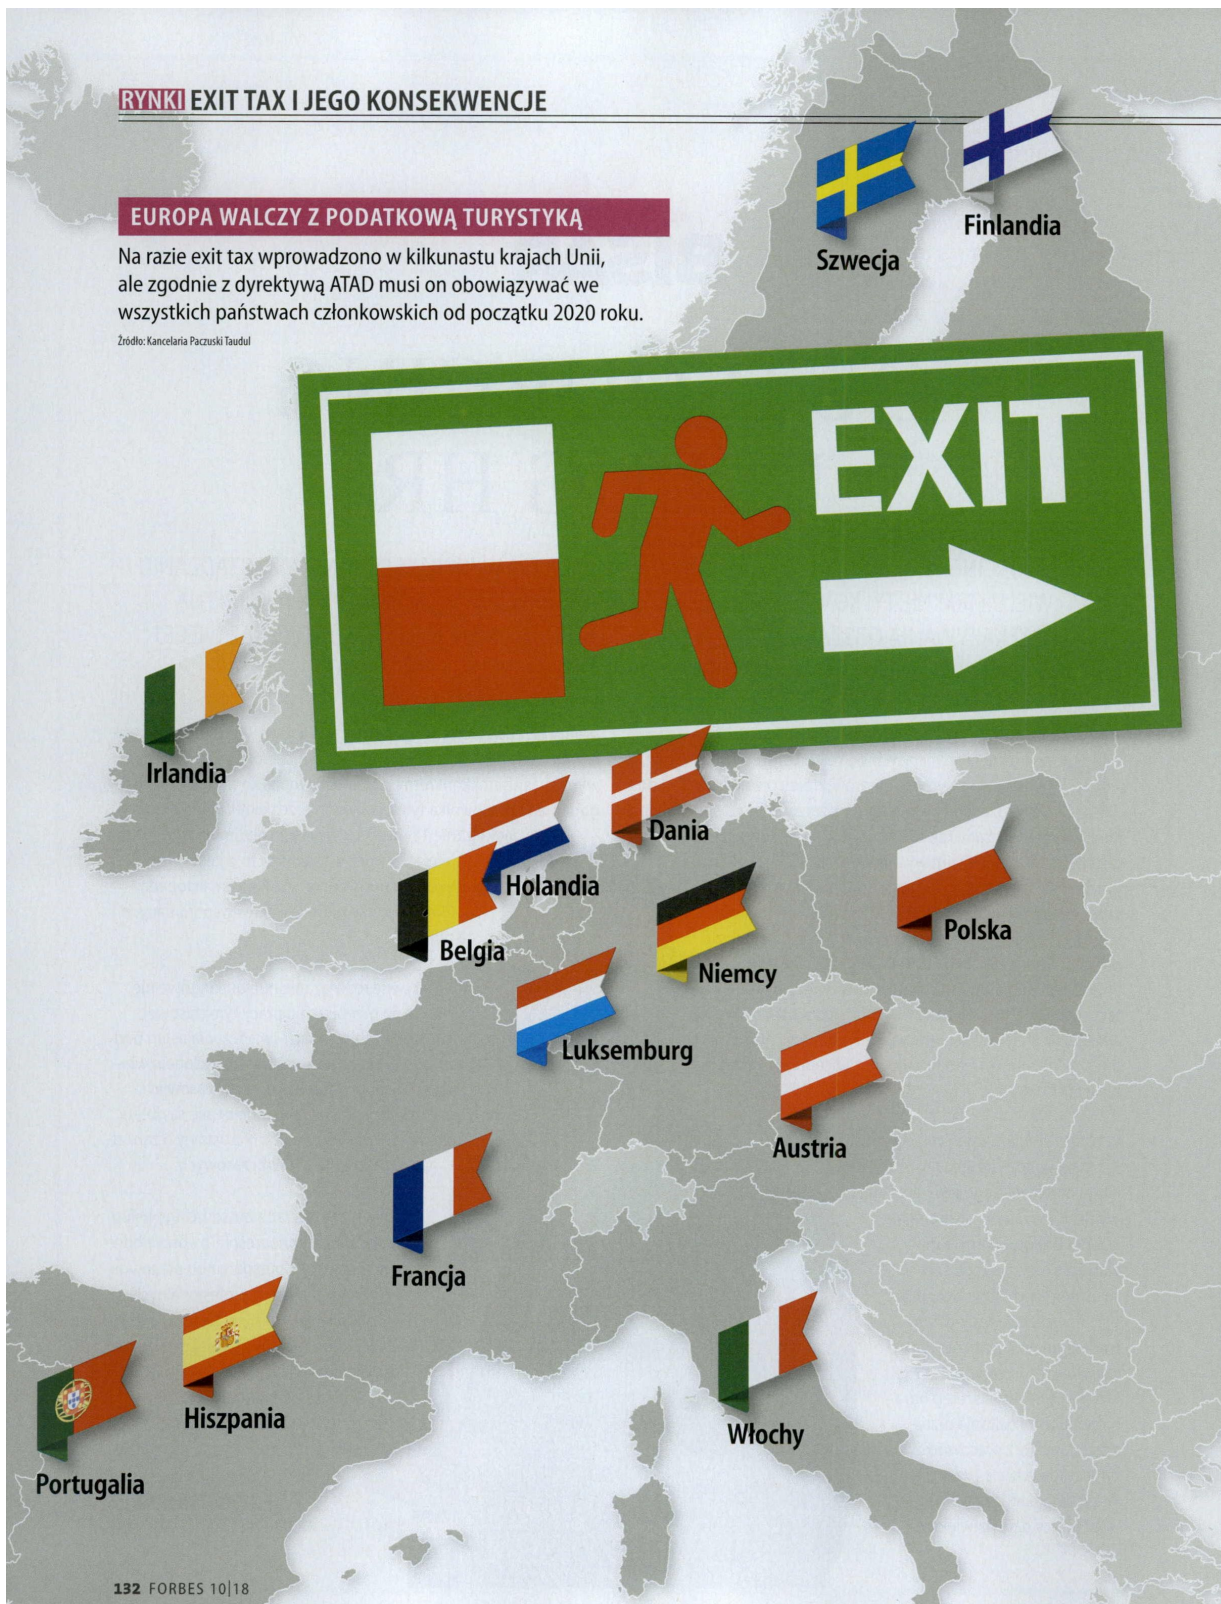 RYNKI EXIT TAX I JEGO KONSEKWENCJE
EUROPA WALCZY Z PODATKOWĄ TURYSTYKĄ
Na razie exit tax wprowadzono w kilkunastu krajach Unii,
ale zgodnie z dyrektywą ATAD musi on obowiązywać we
wszystkich państwach członkowskich od początku 2020 roku.
Źródło: Kancelaria Paczuski Taudul
Finlandia
Szwecja
EXIT
Irlandia
Dania
Holandia
Polska
Belgia
Niemcy
Luksemburg
Austria
Francja
Hiszpania
Włochy
Portugalia
132 FORBES 10|18